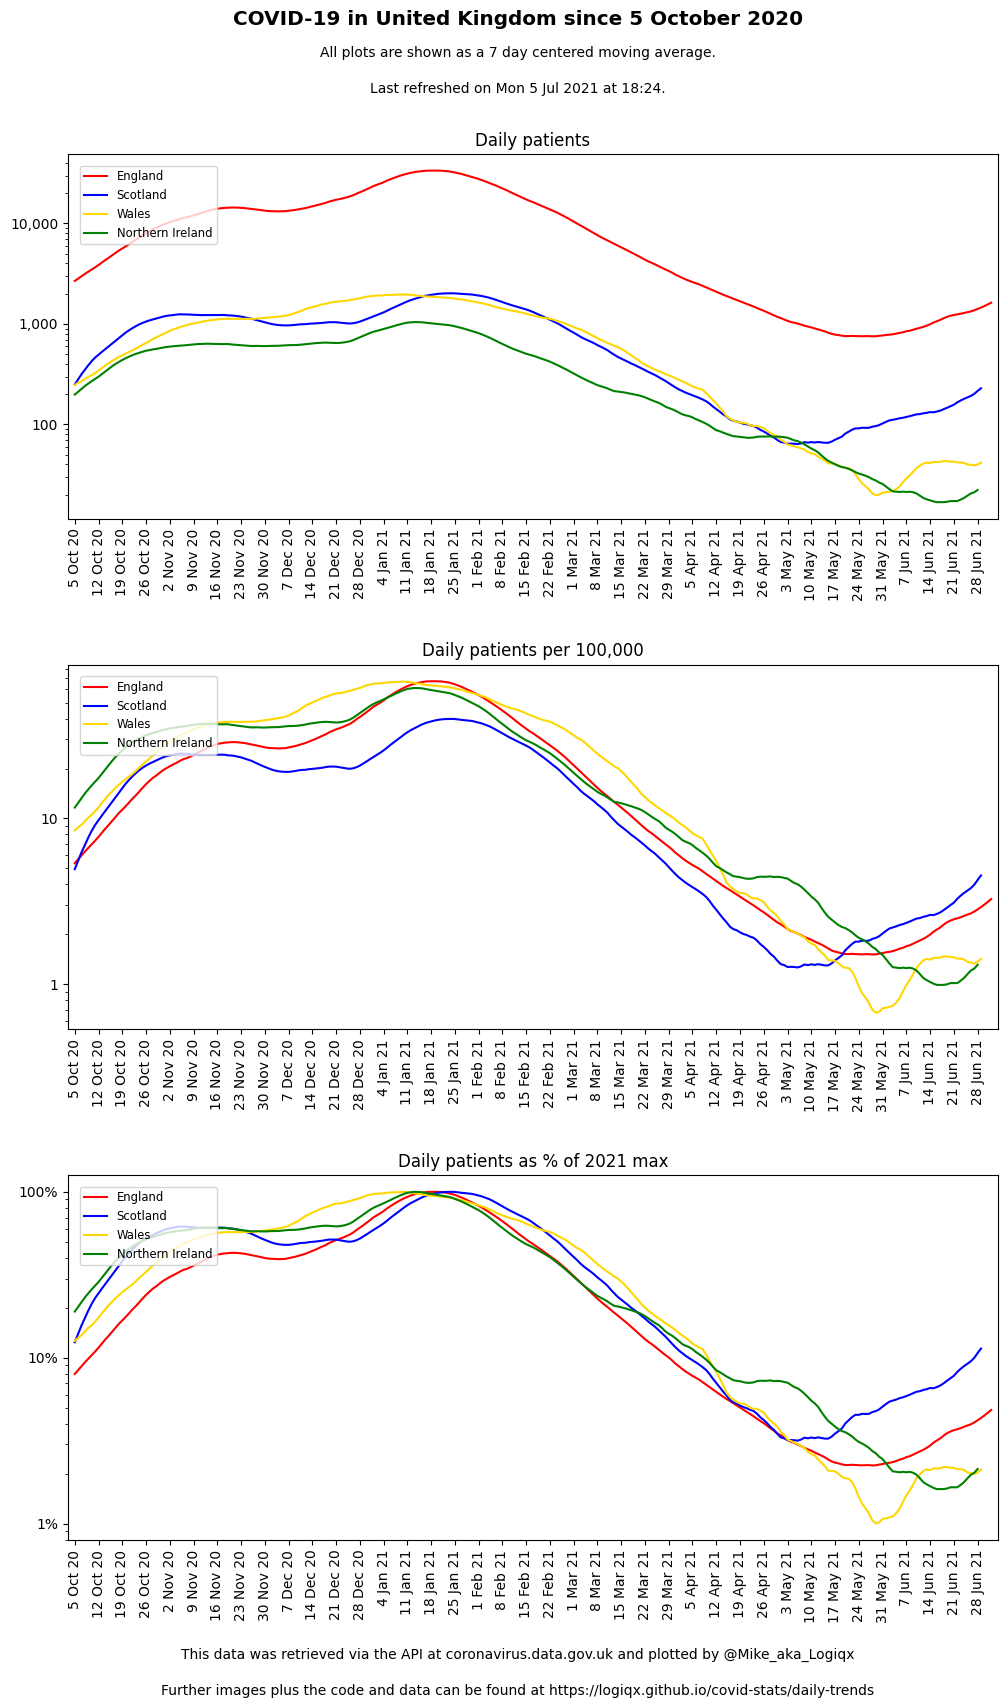 COVID-19 in United Kingdom since 5 October 2020
All plots are shown as a 7 day centered moving average.
Last refreshed on Mon 5 Jul 2021 at 18:24.
Daily patients
England
Scotland
Wales
Northern Ireland
10,000
1,000
100
5 Oct 20
12 Oct 20
19 Oct 20
26 Oct 20
2 Nov 20
9 Nov 20
16 Nov 20
23 Nov 20
30 Nov 20
7 Dec 20
14 Dec 20
21 Dec 20
28 Dec 20
4 Jan 21
11 Jan 21
18 Jan 21
25 Jan 21
1 Feb 21
8 Feb 21
15 Feb 21
22 Feb 21
1 Mar 21
8 Mar 21
15 Mar 21
22 Mar 21
29 Mar 21
5 Apr 21
12 Apr 21
19 Apr 21
26 Apr 21
3 May 21
10 May 21
17 May 21
24 May 21
31 May 21
7 Jun 21
14 Jun 21
21 Jun 21
28 Jun 21
Daily patients per 100,000
England
Scotland
Wales
Northern Ireland
10
1
5 Oct 20
12 Oct 20
19 Oct 20
26 Oct 20
2 Nov 20
9 Nov 20
16 Nov 20
23 Nov 20
30 Nov 20
7 Dec 20
14 Dec 20
21 Dec 20
28 Dec 20
4 Jan 21
11 Jan 21
18 Jan 21
25 Jan 21
1 Feb 21
8 Feb 21
15 Feb 21
22 Feb 21
1 Mar 21
8 Mar 21
15 Mar 21
22 Mar 21
29 Mar 21
5 Apr 21
12 Apr 21
19 Apr 21
26 Apr 21
3 May 21
10 May 21
17 May 21
24 May 21
31 May 21
7 Jun 21
14 Jun 21
21 Jun 21
28 Jun 21
Daily patients as % of 2021 max
England
Scotland
Wales
Northern Ireland
100%
10%
1%
5 Oct 20
12 Oct 20
19 Oct 20
26 Oct 20
2 Nov 20
9 Nov 20
16 Nov 20
23 Nov 20
30 Nov 20
7 Dec 20
14 Dec 20
21 Dec 20
28 Dec 20
4 Jan 21
11 Jan 21
18 Jan 21
25 Jan 21
1 Feb 21
8 Feb 21
15 Feb 21
22 Feb 21
1 Mar 21
8 Mar 21
15 Mar 21
22 Mar 21
29 Mar 21
5 Apr 21
12 Apr 21
19 Apr 21
26 Apr 21
3 May 21
10 May 21
17 May 21
24 May 21
31 May 21
7 Jun 21
14 Jun 21
21 Jun 21
28 Jun 21
This data was retrieved via the API at coronavirus.data.gov.uk and plotted by @Mike_aka_Logiqx
Further images plus the code and data can be found at https://logiqx.github.io/covid-stats/daily-trends